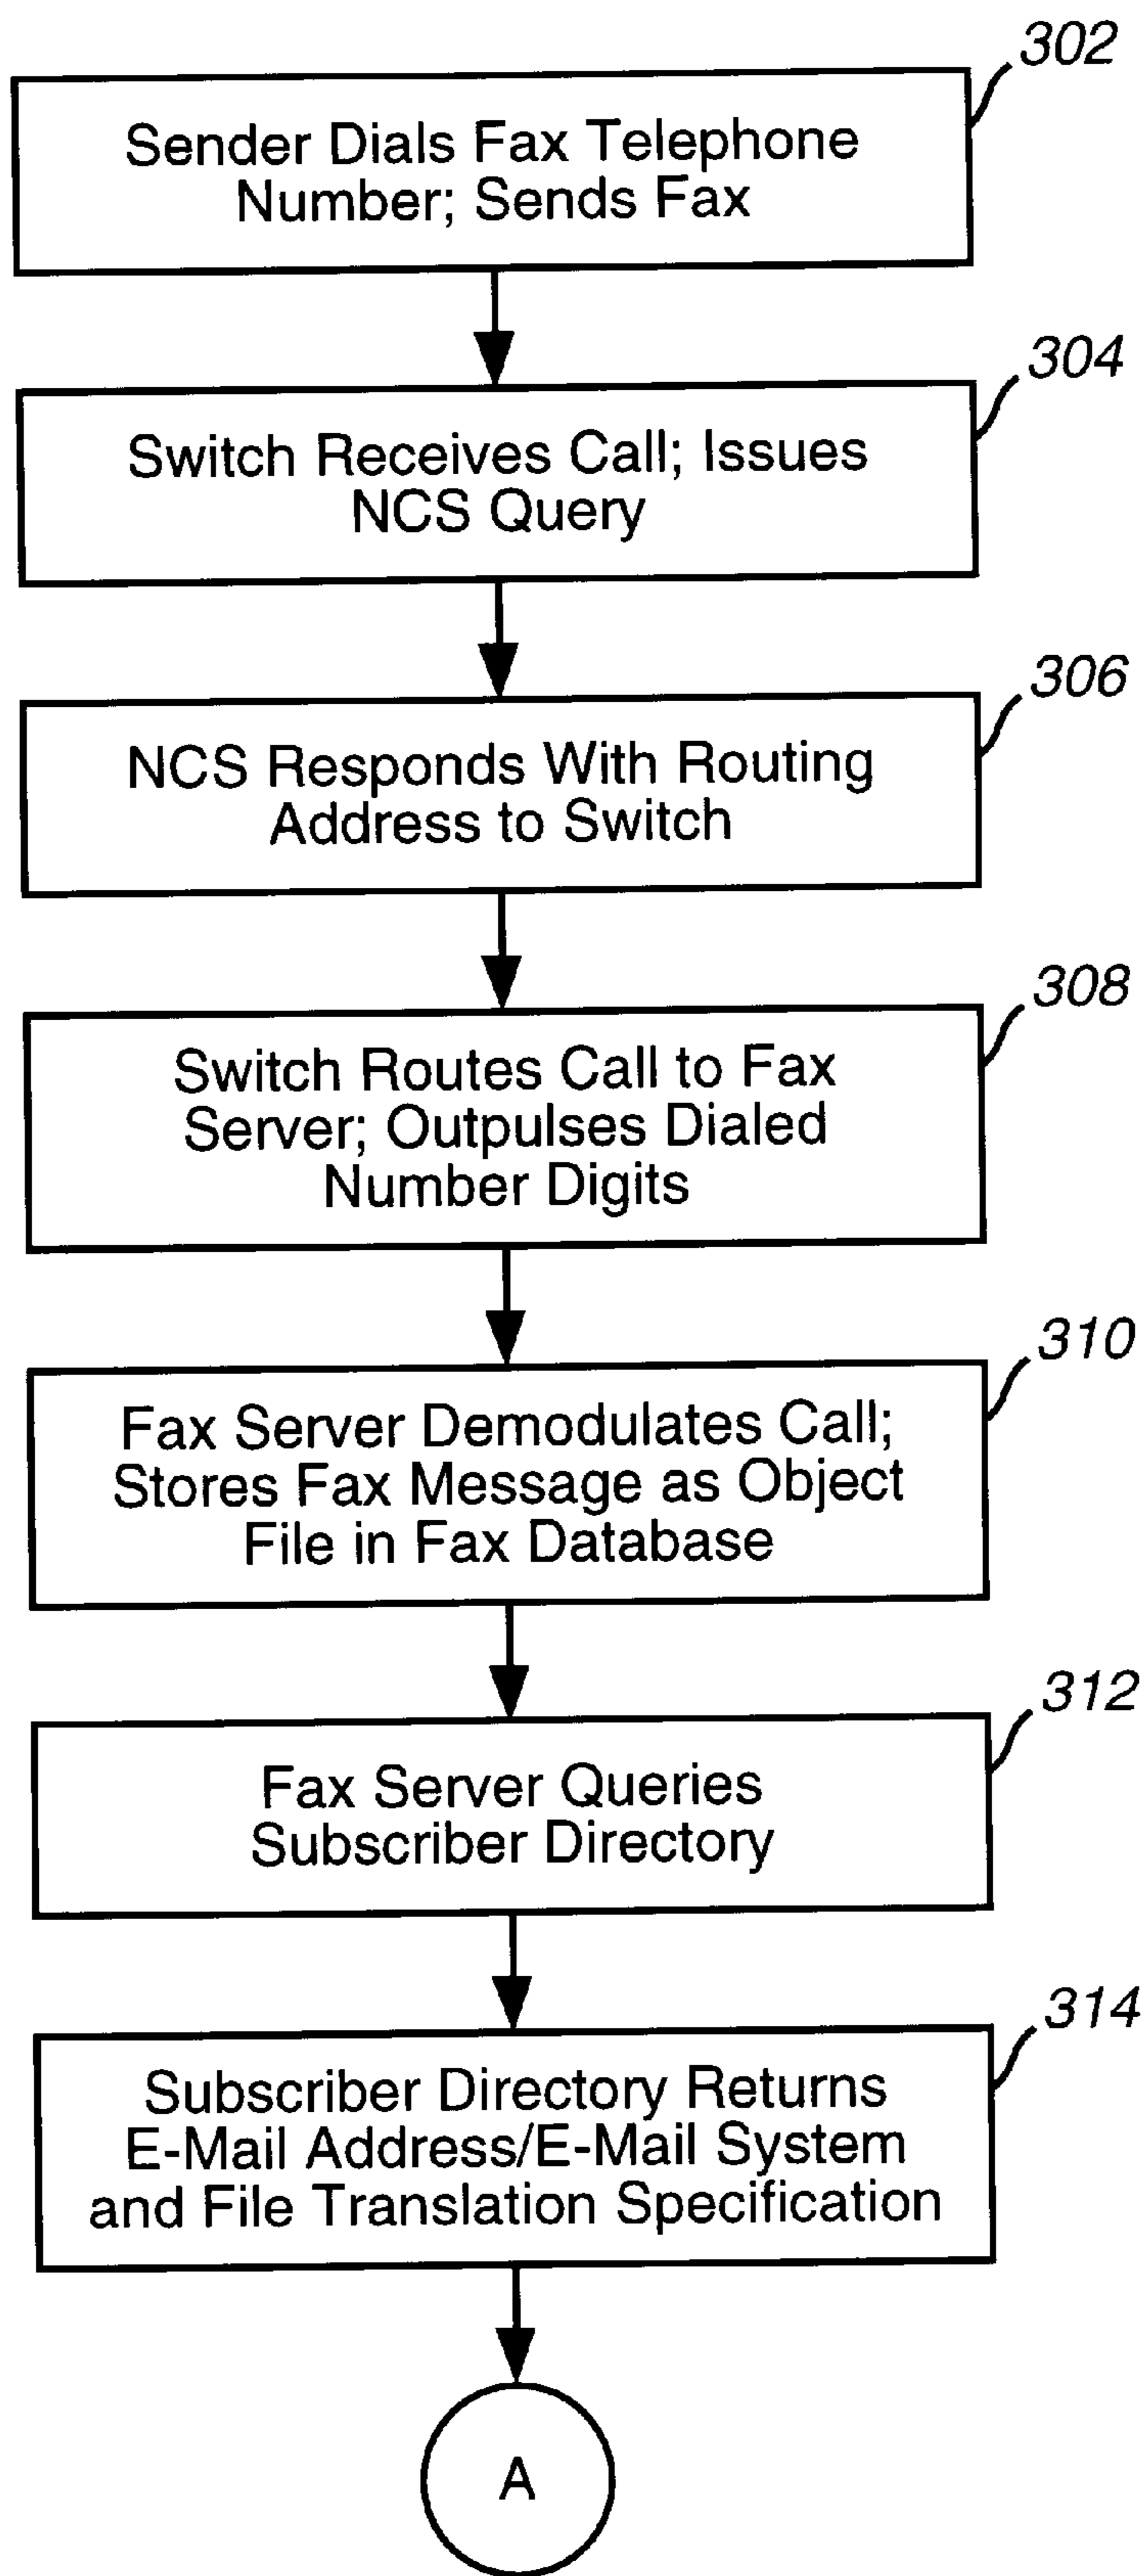 302
Sender Dials Fax Telephone
Number; Sends Fax
304
Switch Receives Call; Issues
NCS Query
306
NCS Responds With Routing
Address to Switch
308
Switch Routes Call to Fax
Server; Outpulses Dialed
Number Digits
310
Fax Server Demodulates Call;
Stores Fax Message as Object
File in Fax Database
312
Fax Server Queries
Subscriber Directory
314
Subscriber Directory Returns
E-Mail Address/E-Mail System
and File Translation Specification
A